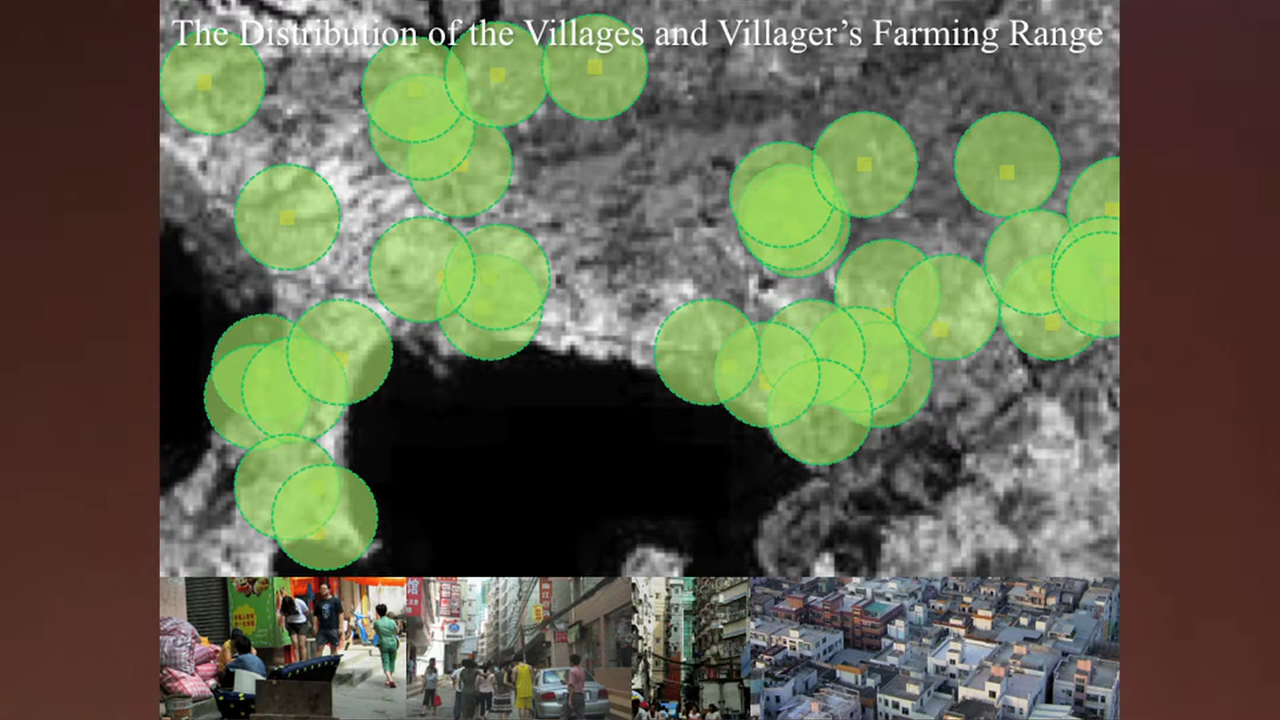 The Distribution of the Villages and Villager’s Farming Range